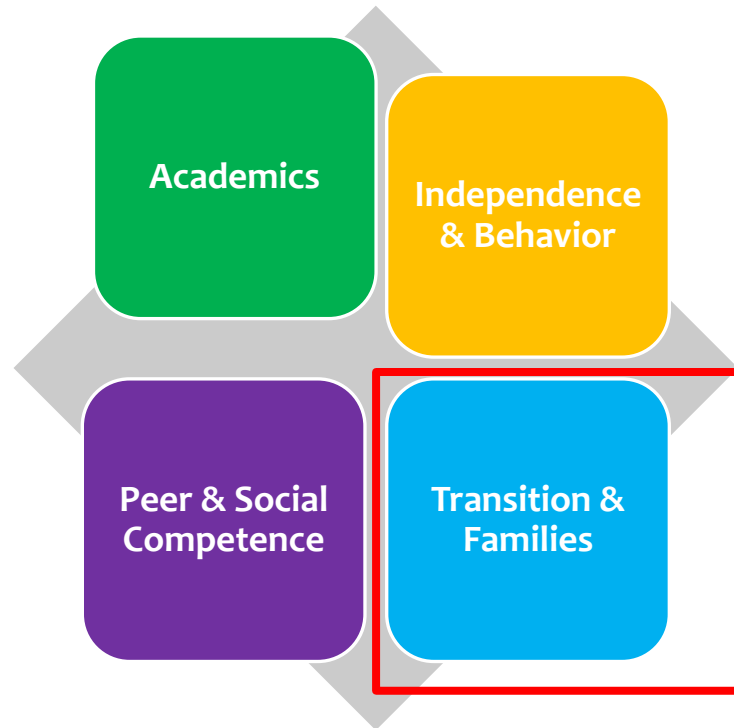 Academics
Independence
& Behavior
Peer & Social
Competence
Transition &
Families